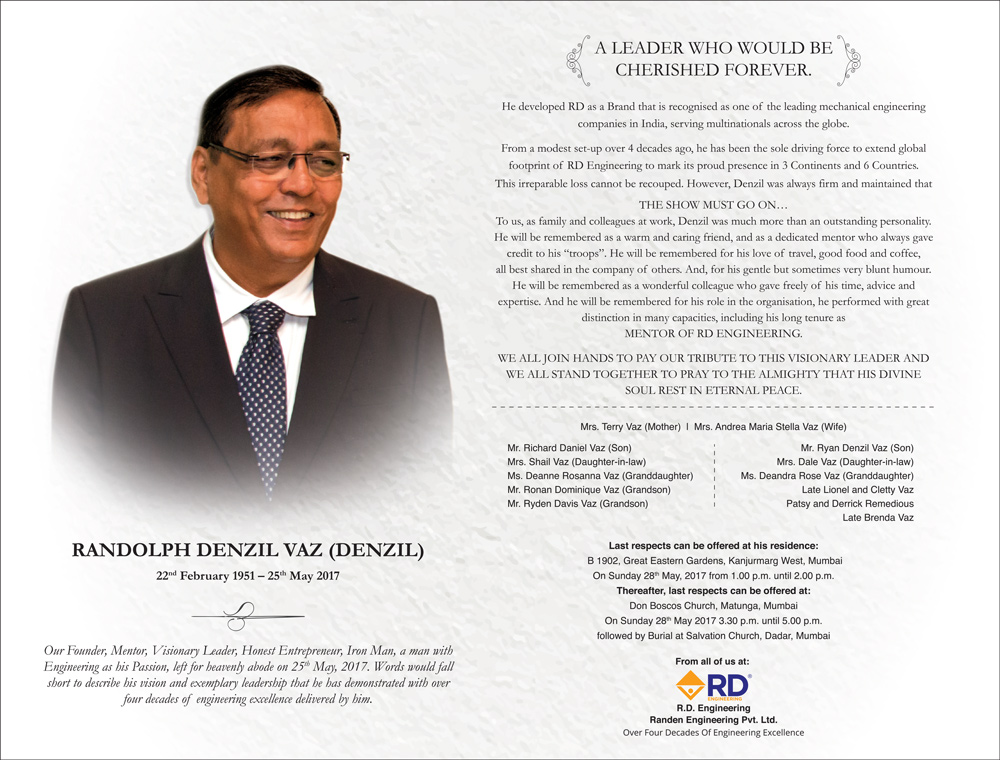 RANDOLPH DENZIL VAZ (DENZIL)
22nd February 1951 – 25th May 2017
Our Founder, Mentor, Visionary Leader, Honest Entrepreneur, Iron Man, a man with
Engineering as his Passion, left for heavenly abode on 25th May, 2017. Words would fall
short to describe his vision and exemplary leadership that he has demonstrated with over
four decades of engineering excellence delivered by him.
A LEADER WHO WOULD BE
CHERISHED FOREVER.
He developed RD as a Brand that is recognised as one of the leading mechanical engineering
companies in India, serving multinationals across the globe.
From a modest set-up over 4 decades ago, he has been the sole driving force to extend global
footprint of RD Engineering to mark its proud presence in 3 Continents and 6 Countries.
This irreparable loss cannot be recouped. However, Denzil was always firm and maintained that
THE SHOW MUST GO ON…
To us, as family and colleagues at work, Denzil was much more than an outstanding personality.
He will be remembered as a warm and caring friend, and as a dedicated mentor who always gave
credit to his “troops”. He will be remembered for his love of travel, good food and coffee,
all best shared in the company of others. And, for his gentle but sometimes very blunt humour.
He will be remembered as a wonderful colleague who gave freely of his time, advice and
expertise. And he will be remembered for his role in the organisation, he performed with great
distinction in many capacities, including his long tenure as
MENTOR OF RD ENGINEERING.
WE ALL JOIN HANDS TO PAY OUR TRIBUTE TO THIS VISIONARY LEADER AND
WE ALL STAND TOGETHER TO PRAY TO THE ALMIGHTY THAT HIS DIVINE
SOUL REST IN ETERNAL PEACE.
Mrs. Terry Vaz (Mother) I Mrs. Andrea Maria Stella Vaz (Wife)
Mr. Richard Daniel Vaz (Son)
Mrs. Shail Vaz (Daughter-in-law)
Ms. Deanne Rosanna Vaz (Granddaughter)
Mr. Ronan Dominique Vaz (Grandson)
Mr. Ryden Davis Vaz (Grandson)
Mr. Ryan Denzil Vaz (Son)
Mrs. Dale Vaz (Daughter-in-law)
Ms. Deandra Rose Vaz (Granddaughter)
Late Lionel and Cletty Vaz
Patsy and Derrick Remedious
Late Brenda Vaz
Last respects can be offered at his residence:
B 1902, Great Eastern Gardens, Kanjurmarg West, Mumbai
On Sunday 28th May, 2017 from 1.00 p.m. until 2.00 p.m.
Thereafter, last respects can be offered at:
Don Boscos Church, Matunga, Mumbai
On Sunday 28th May 2017 3.30 p.m. until 5.00 p.m.
followed by Burial at Salvation Church, Dadar, Mumbai
From all of us at:
RD®
ENGINEERING
R.D. Engineering
Randen Engineering Pvt. Ltd.
Over Four Decades Of Engineering Excellence